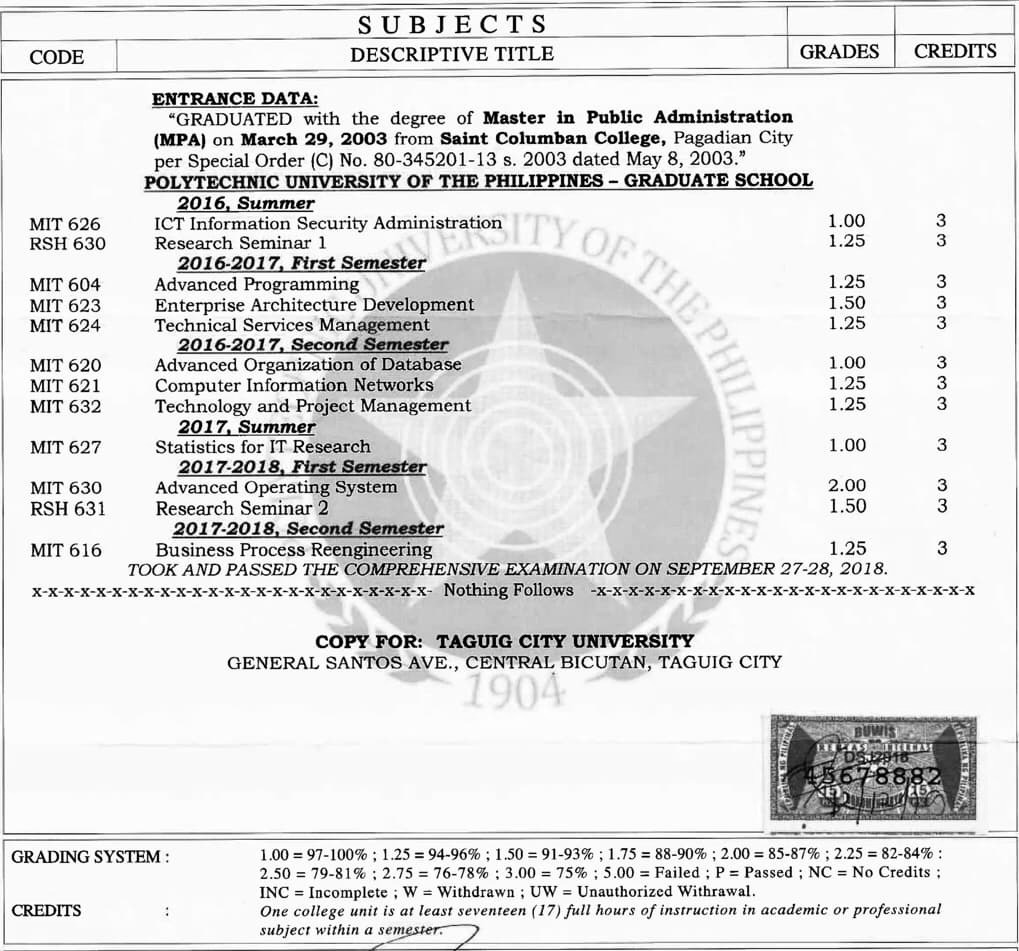 SUBJECTS
CODE DESCRIPTIVE TITLE GRADES CREDITS
ENTRANCE DATA:
"GRADUATED with the degree of Master in Public Administration
(MPA) on March 29, 2003 from Saint Columban College, Pagadian City
per Special Order (C) No. 80-345201-13 s. 2003 dated May 8, 2003."
POLYTECHNIC UNIVERSITY OF THE PHILIPPINES – GRADUATE SCHOOL
2016, Summer
MIT 626 ICT Information Security Administration 1.00 3
RSH 630 Research Seminar 1 1.25 3
2016-2017, First Semester
MIT 604 Advanced Programming 1.25 3
MIT 623 Enterprise Architecture Development 1.50 3
MIT 624 Technical Services Management 1.25 3
2016-2017, Second Semester
MIT 620 Advanced Organization of Database 1.00 3
MIT 621 Computer Information Networks 1.25 3
MIT 632 Technology and Project Management 1.25 3
2017, Summer
MIT 627 Statistics for IT Research 1.00 3
2017-2018, First Semester
MIT 630 Advanced Operating System 2.00 3
RSH 631 Research Seminar 2 1.50 3
2017-2018, Second Semester
MIT 616 Business Process Reengineering 1.25 3
TOOK AND PASSED THE COMPREHENSIVE EXAMINATION ON SEPTEMBER 27-28, 2018.
x-x-x-x-x-x-x-x-x-x-x-x-x-x-x-x-x-x-x-x-x-x-x-x-x- Nothing Follows -x-x-x-x-x-x-x-x-x-x-x-x-x-x-x-x-x-x-x-x-x-x-x-x
COPY FOR: TAGUIG CITY UNIVERSITY
GENERAL SANTOS AVE., CENTRAL BICUTAN, TAGUIG CITY
UNIVERSITY OF THE PHILIPPINES
1904
BUWIS
RENTAS INTERNAS
DSJ2018
45678882
15 15
GRADING SYSTEM : 1.00 = 97-100% ; 1.25 = 94-96% ; 1.50 = 91-93% ; 1.75 = 88-90% ; 2.00 = 85-87% ; 2.25 = 82-84% :
2.50 = 79-81% ; 2.75 = 76-78% ; 3.00 = 75% ; 5.00 = Failed ; P = Passed ; NC = No Credits ;
INC = Incomplete ; W = Withdrawn ; UW = Unauthorized Withrawal.
CREDITS : One college unit is at least seventeen (17) full hours of instruction in academic or professional
subject within a semester.